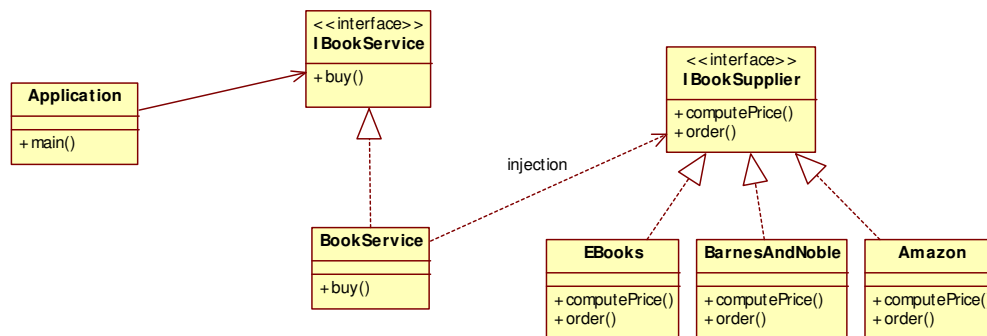 <<interface>>
IBookService
+ buy()
Application
+ main()
<<interface>>
IBookSupplier
+ computePrice()
+ order()
injection
BookService
+ buy()
EBooks
+ computePrice()
+ order()
BarnesAndNoble
+ computePrice()
+ order()
Amazon
+ computePrice()
+ order()